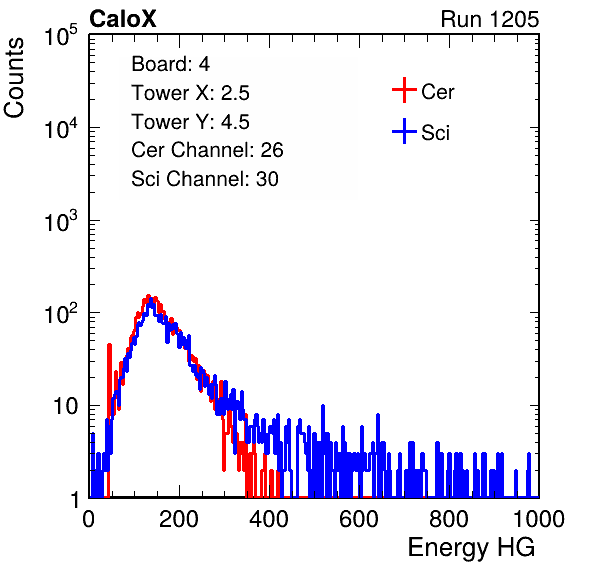 CaloX Run 1205
Counts
10^5
10^4
10^3
10^2
10
1
Board: 4
Tower X: 2.5
Tower Y: 4.5
Cer Channel: 26
Sci Channel: 30
Cer
Sci
0 200 400 600 800 1000
Energy HG